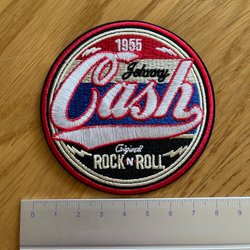 1955
Johnny
Cash
Original
ROCK N ROLL
0 1 2 3 4 5 6 7 8 9